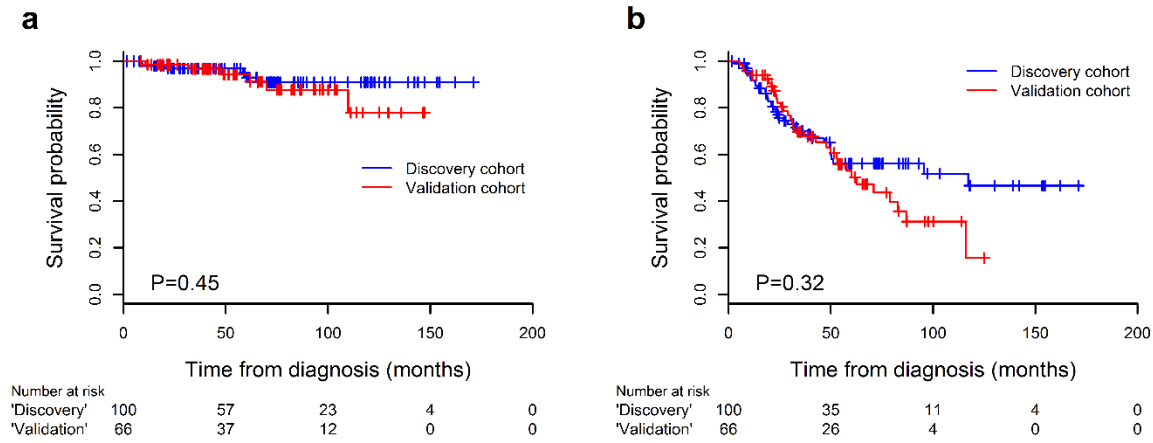 a
Survival probability
1.0
0.8
0.6
0.4
0.2
0.0
Discovery cohort
Validation cohort
P=0.45
0 50 100 150 200
Time from diagnosis (months)
Number at risk
'Discovery' 100 57 23 4 0
'Validation' 66 37 12 0 0
b
Survival probability
1.0
0.8
0.6
0.4
0.2
0.0
Discovery cohort
Validation cohort
P=0.32
0 50 100 150 200
Time from diagnosis (months)
Number at risk
'Discovery' 100 35 11 4 0
'Validation' 66 26 4 0 0